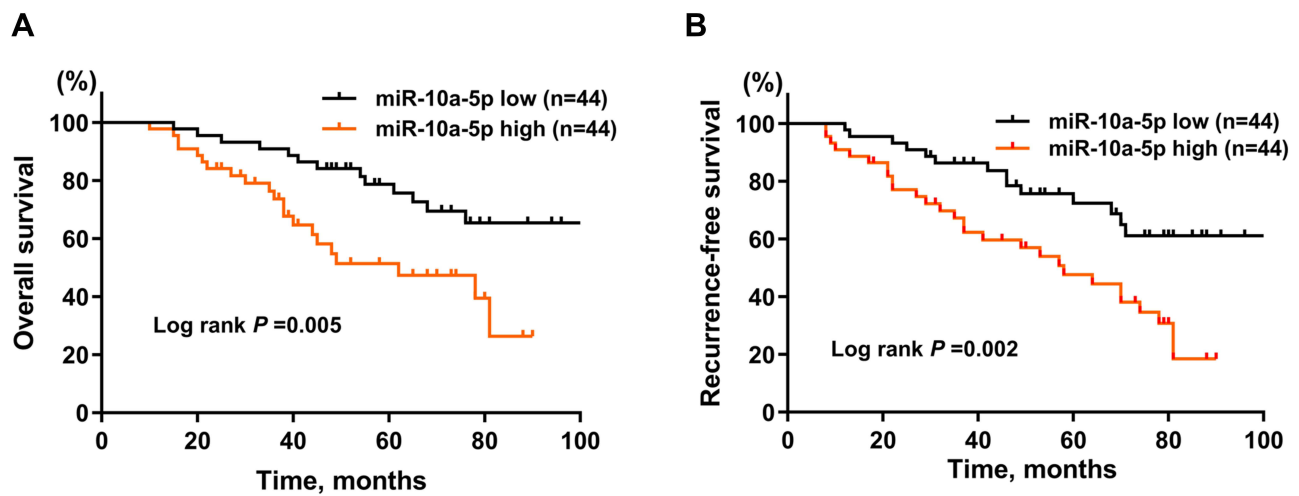 A
(%)
miR-10a-5p low (n=44)
miR-10a-5p high (n=44)
Overall survival
100
80
60
40
20
0
Log rank P =0.005
0 20 40 60 80 100
Time, months
B
(%)
miR-10a-5p low (n=44)
miR-10a-5p high (n=44)
Recurrence-free survival
100
80
60
40
20
0
Log rank P =0.002
0 20 40 60 80 100
Time, months